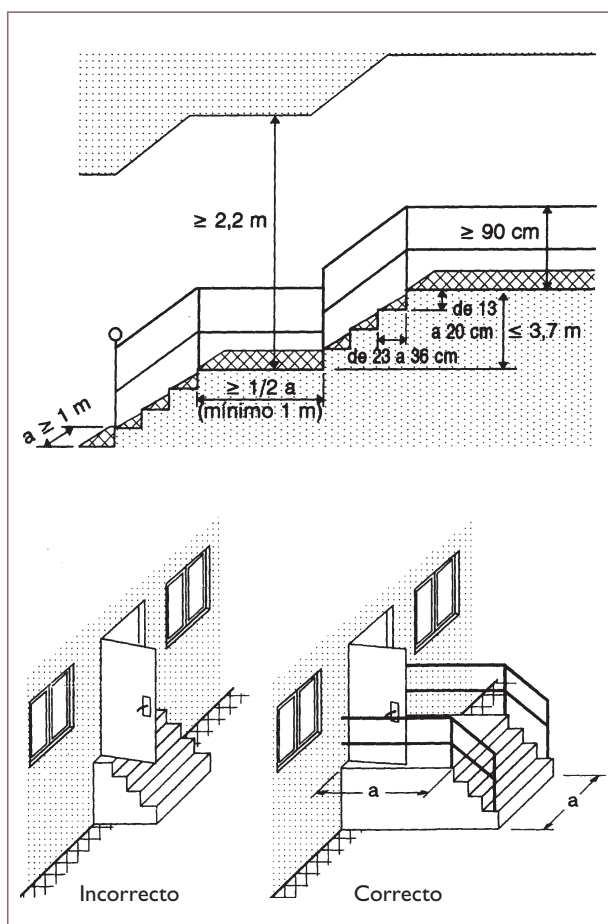 ≥ 2,2 m
≥ 90 cm
de 13
a 20 cm
≤ 3,7 m
de 23 a 36 cm
≥ 1/2 a
(mínimo 1 m)
a ≥ 1 m
a
a
Incorrecto
Correcto